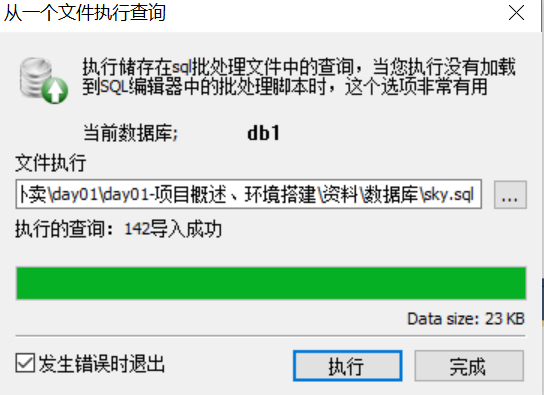 从一个文件执行查询
执行储存在sql批处理文件中的查询，当您执行没有加载
到SQL编辑器中的批处理脚本时，这个选项非常有用
当前数据库; db1
文件执行
卜卖\day01\day01-项目概述、环境搭建\资料\数据库\sky.sql ...
执行的查询：142导入成功
Data size: 23 KB
发生错误时退出 执行 完成